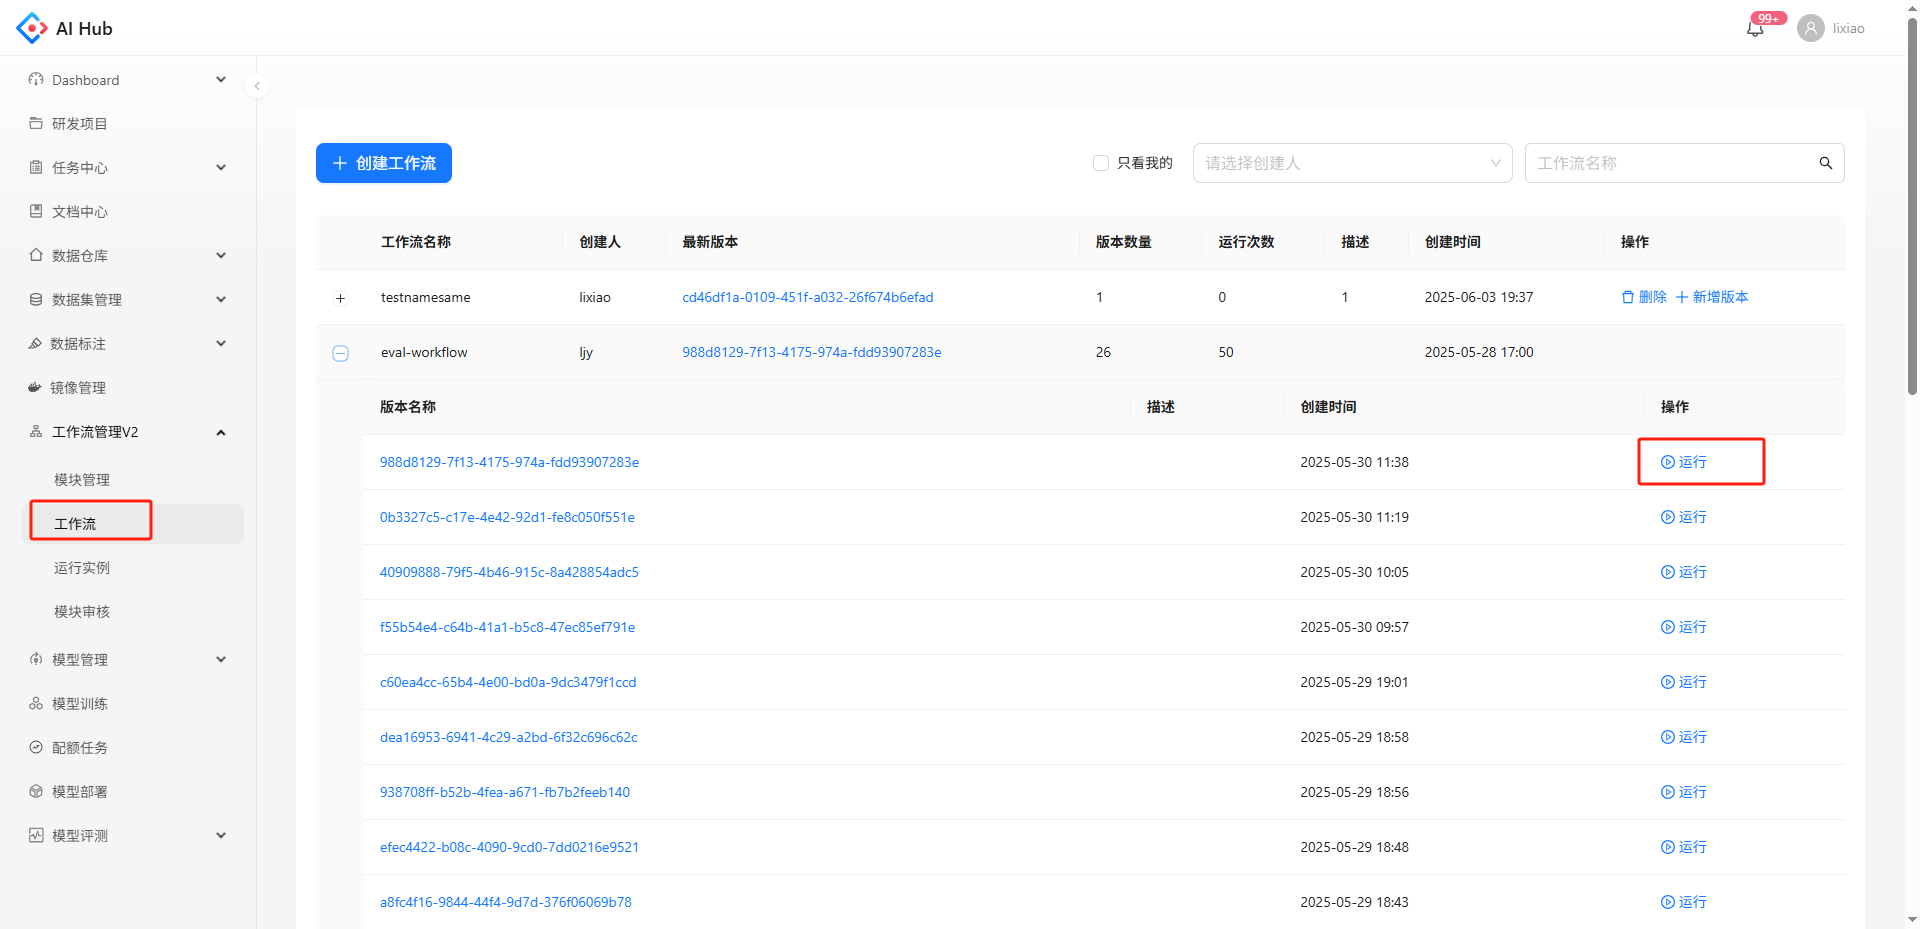 AI Hub
99+
lixiao
Dashboard
研发项目
任务中心
文档中心
数据仓库
数据集管理
数据标注
镜像管理
工作流管理V2
模块管理
工作流
运行实例
模块审核
模型管理
模型训练
配额任务
模型部署
模型评测
创建工作流
只看我的
请选择创建人
工作流名称
工作流名称 创建人 最新版本 版本数量 运行次数 描述 创建时间 操作
testnamesame lixiao cd46df1a-0109-451f-a032-26f674b6efad 1 0 1 2025-06-03 19:37 删除 新增版本
eval-workflow ljy 988d8129-7f13-4175-974a-fdd93907283e 26 50 2025-05-28 17:00
版本名称 描述 创建时间 操作
988d8129-7f13-4175-974a-fdd93907283e 2025-05-30 11:38 运行
0b3327c5-c17e-4e42-92d1-fe8c050f551e 2025-05-30 11:19 运行
40909888-79f5-4b46-915c-8a428854adc5 2025-05-30 10:05 运行
f55b54e4-c64b-41a1-b5c8-47ec85ef791e 2025-05-30 09:57 运行
c60ea4cc-65b4-4e00-bd0a-9dc3479f1ccd 2025-05-29 19:01 运行
dea16953-6941-4c29-a2bd-6f32c696c62c 2025-05-29 18:58 运行
938708ff-b52b-4fea-a671-fb7b2feeb140 2025-05-29 18:56 运行
efec4422-b08c-4090-9cd0-7dd0216e9521 2025-05-29 18:48 运行
a8fc4f16-9844-44f4-9d7d-376f06069b78 2025-05-29 18:43 运行